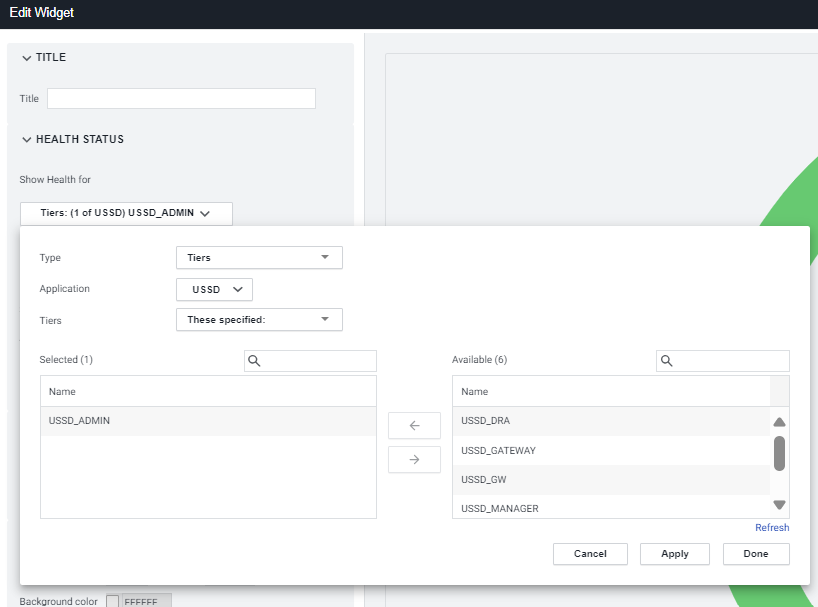 Edit Widget
TITLE
Title
HEALTH STATUS
Show Health for
Tiers: (1 of USSD) USSD_ADMIN
Type Tiers
Application USSD
Tiers These specified:
Selected (1) Available (6)
Name Name
USSD_ADMIN USSD_DRA
USSD_GATEWAY
USSD_GW
USSD_MANAGER
Refresh
Cancel Apply Done
Background color FFFFFF